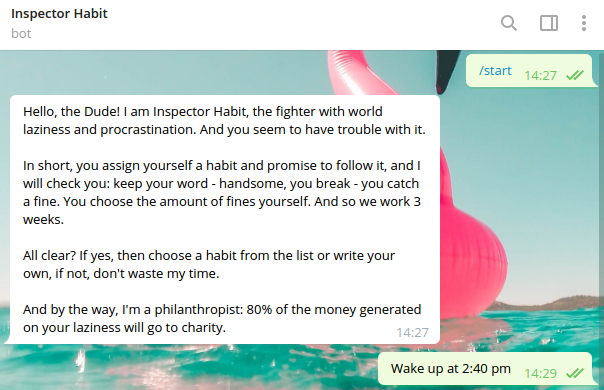 Inspector Habit
bot
/start
14:27
Hello, the Dude! I am Inspector Habit, the fighter with world
laziness and procrastination. And you seem to have trouble with it.
In short, you assign yourself a habit and promise to follow it, and I
will check you: keep your word - handsome, you break - you catch
a fine. You choose the amount of fines yourself. And so we work 3
weeks.
All clear? If yes, then choose a habit from the list or write your
own, if not, don't waste my time.
And by the way, I'm a philanthropist: 80% of the money generated
on your laziness will go to charity.
14:27
Wake up at 2:40 pm
14:29